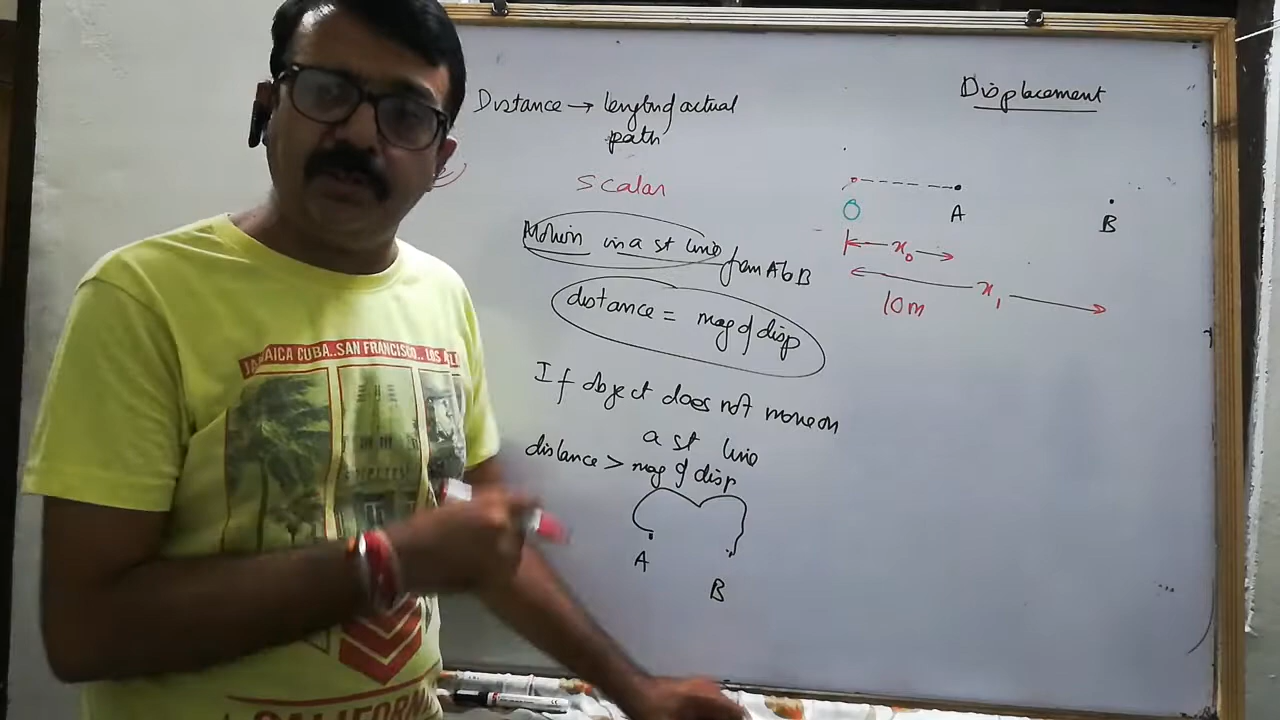 Distance → length of actual
path
scalar
Motion in a st line from A to B
distance = mag of disp
If object does not move on
a st line
distance > mag of disp
A
B
Displacement
O
A
B
x₀
x₁
10m
JAMAICA CUBA..SAN FRANCISCO.. LOS
CALIFORN